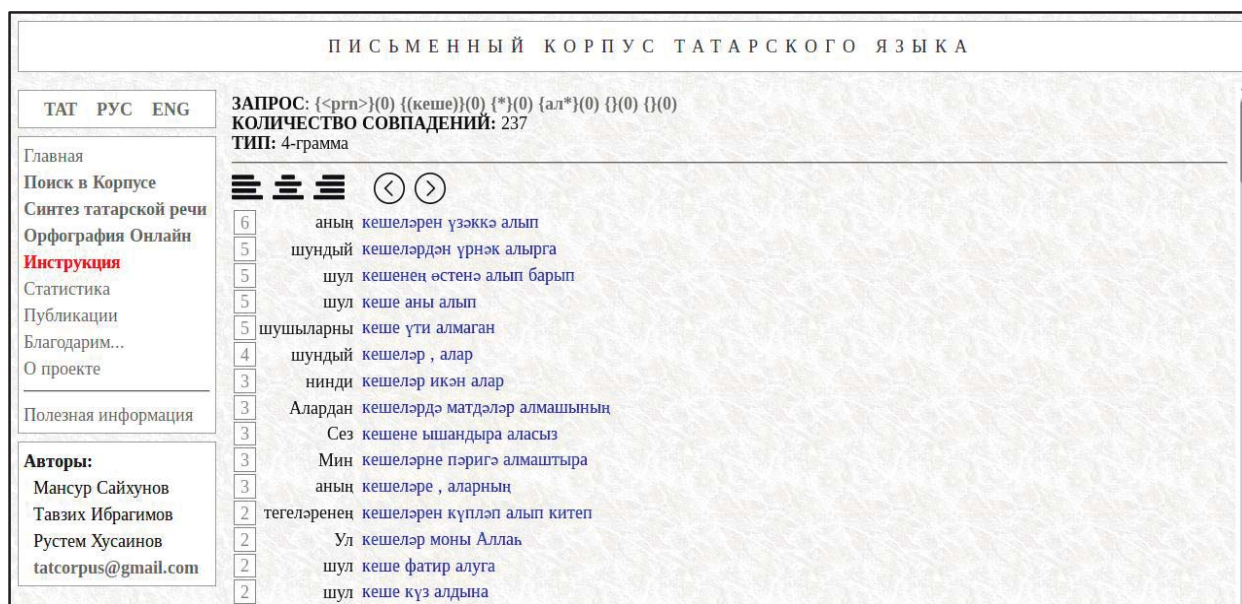 ПИСЬМЕННЫЙ КОРПУС ТАТАРСКОГО ЯЗЫКА
ТАТ РУС ENG
Главная
Поиск в Корпусе
Синтез татарской речи
Орфография Онлайн
Инструкция
Статистика
Публикации
Благодарим...
О проекте
Полезная информация
Авторы:
Мансур Сайхунов
Тавзих Ибрагимов
Рустем Хусаинов
tatcorpus@gmail.com
ЗАПРОС: {<prn>}(0) {(кеше)}(0) {*}(0) {ал*}(0) {}(0) {}(0)
КОЛИЧЕСТВО СОВПАДЕНИЙ: 237
ТИП: 4-грамма
6 аның кешеләрен үзәккә алып
5 шундый кешеләрдән үрнәк алырга
5 шул кешенең өстенә алып барып
5 шул кеше аны алып
5 шушыларны кеше үти алмаган
4 шундый кешеләр , алар
3 нинди кешеләр икән алар
3 Алардан кешеләрдә матдәләр алмашының
3 Сез кешене ышандыра аласыз
3 Мин кешеләрне пәригә алмаштыра
3 аның кешеләре , аларның
2 тегеләренең кешеләрен күпләп алып китеп
2 Ул кешеләр моны Аллаһ
2 шул кеше фатир алуга
2 шул кеше күз алдына